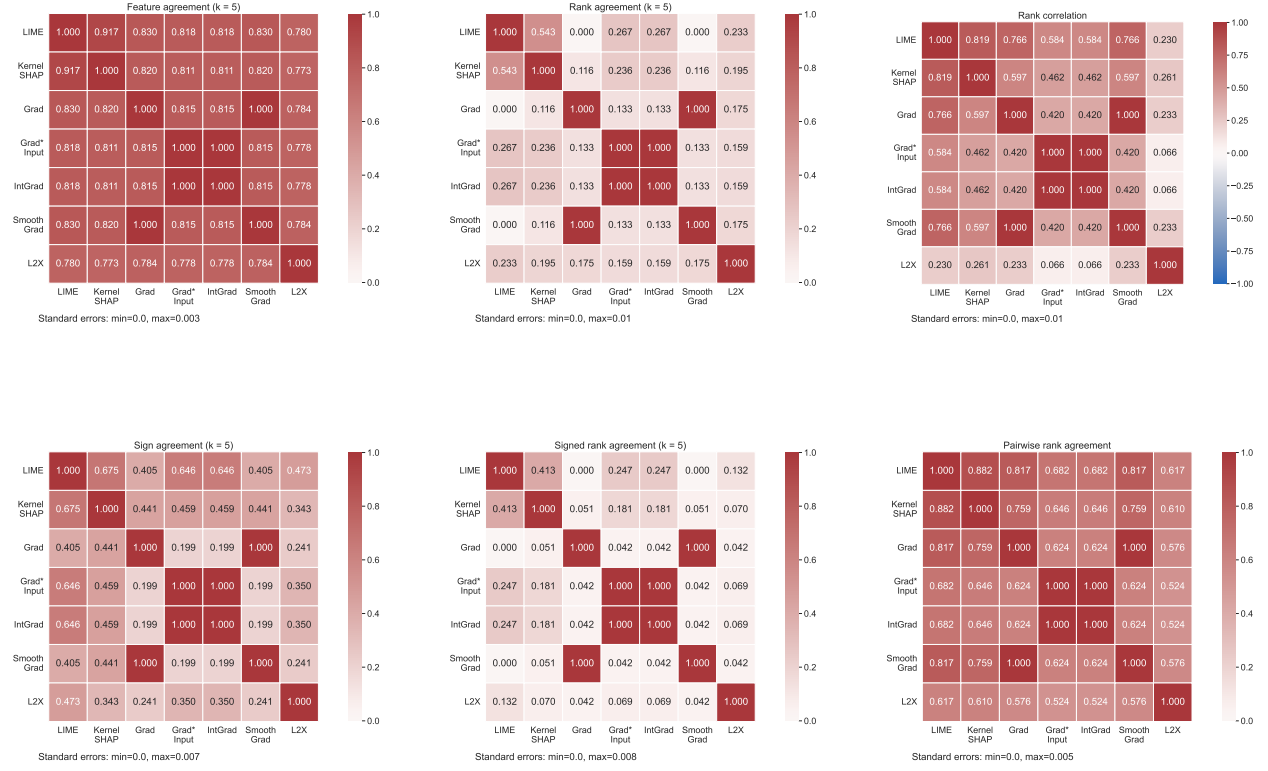 Feature agreement (k = 5)
LIME 1.000 0.917 0.830 0.818 0.818 0.830 0.780
Kernel SHAP 0.917 1.000 0.820 0.811 0.811 0.820 0.773
Grad 0.830 0.820 1.000 0.815 0.815 1.000 0.784
Grad* Input 0.818 0.811 0.815 1.000 1.000 0.815 0.778
IntGrad 0.818 0.811 0.815 1.000 1.000 0.815 0.778
Smooth Grad 0.830 0.820 1.000 0.815 0.815 1.000 0.784
L2X 0.780 0.773 0.784 0.778 0.778 0.784 1.000
LIME Kernel SHAP Grad Grad* Input IntGrad Smooth Grad L2X
1.0
0.8
0.6
0.4
0.2
0.0
Standard errors: min=0.0, max=0.003
Rank agreement (k = 5)
LIME 1.000 0.543 0.000 0.267 0.267 0.000 0.233
Kernel SHAP 0.543 1.000 0.116 0.236 0.236 0.116 0.195
Grad 0.000 0.116 1.000 0.133 0.133 1.000 0.175
Grad* Input 0.267 0.236 0.133 1.000 1.000 0.133 0.159
IntGrad 0.267 0.236 0.133 1.000 1.000 0.133 0.159
Smooth Grad 0.000 0.116 1.000 0.133 0.133 1.000 0.175
L2X 0.233 0.195 0.175 0.159 0.159 0.175 1.000
LIME Kernel SHAP Grad Grad* Input IntGrad Smooth Grad L2X
1.0
0.8
0.6
0.4
0.2
0.0
Standard errors: min=0.0, max=0.01
Rank correlation
LIME 1.000 0.819 0.766 0.584 0.584 0.766 0.230
Kernel SHAP 0.819 1.000 0.597 0.462 0.462 0.597 0.261
Grad 0.766 0.597 1.000 0.420 0.420 1.000 0.233
Grad* Input 0.584 0.462 0.420 1.000 1.000 0.420 0.066
IntGrad 0.584 0.462 0.420 1.000 1.000 0.420 0.066
Smooth Grad 0.766 0.597 1.000 0.420 0.420 1.000 0.233
L2X 0.230 0.261 0.233 0.066 0.066 0.233 1.000
LIME Kernel SHAP Grad Grad* Input IntGrad Smooth Grad L2X
1.00
0.75
0.50
0.25
0.00
−0.25
−0.50
−0.75
−1.00
Standard errors: min=0.0, max=0.01
Sign agreement (k = 5)
LIME 1.000 0.675 0.405 0.646 0.646 0.405 0.473
Kernel SHAP 0.675 1.000 0.441 0.459 0.459 0.441 0.343
Grad 0.405 0.441 1.000 0.199 0.199 1.000 0.241
Grad* Input 0.646 0.459 0.199 1.000 1.000 0.199 0.350
IntGrad 0.646 0.459 0.199 1.000 1.000 0.199 0.350
Smooth Grad 0.405 0.441 1.000 0.199 0.199 1.000 0.241
L2X 0.473 0.343 0.241 0.350 0.350 0.241 1.000
LIME Kernel SHAP Grad Grad* Input IntGrad Smooth Grad L2X
1.0
0.8
0.6
0.4
0.2
0.0
Standard errors: min=0.0, max=0.007
Signed rank agreement (k = 5)
LIME 1.000 0.413 0.000 0.247 0.247 0.000 0.132
Kernel SHAP 0.413 1.000 0.051 0.181 0.181 0.051 0.070
Grad 0.000 0.051 1.000 0.042 0.042 1.000 0.042
Grad* Input 0.247 0.181 0.042 1.000 1.000 0.042 0.069
IntGrad 0.247 0.181 0.042 1.000 1.000 0.042 0.069
Smooth Grad 0.000 0.051 1.000 0.042 0.042 1.000 0.042
L2X 0.132 0.070 0.042 0.069 0.069 0.042 1.000
LIME Kernel SHAP Grad Grad* Input IntGrad Smooth Grad L2X
1.0
0.8
0.6
0.4
0.2
0.0
Standard errors: min=0.0, max=0.008
Pairwise rank agreement
LIME 1.000 0.882 0.817 0.682 0.682 0.817 0.617
Kernel SHAP 0.882 1.000 0.759 0.646 0.646 0.759 0.610
Grad 0.817 0.759 1.000 0.624 0.624 1.000 0.576
Grad* Input 0.682 0.646 0.624 1.000 1.000 0.624 0.524
IntGrad 0.682 0.646 0.624 1.000 1.000 0.624 0.524
Smooth Grad 0.817 0.759 1.000 0.624 0.624 1.000 0.576
L2X 0.617 0.610 0.576 0.524 0.524 0.576 1.000
LIME Kernel SHAP Grad Grad* Input IntGrad Smooth Grad L2X
1.0
0.8
0.6
0.4
0.2
0.0
Standard errors: min=0.0, max=0.005